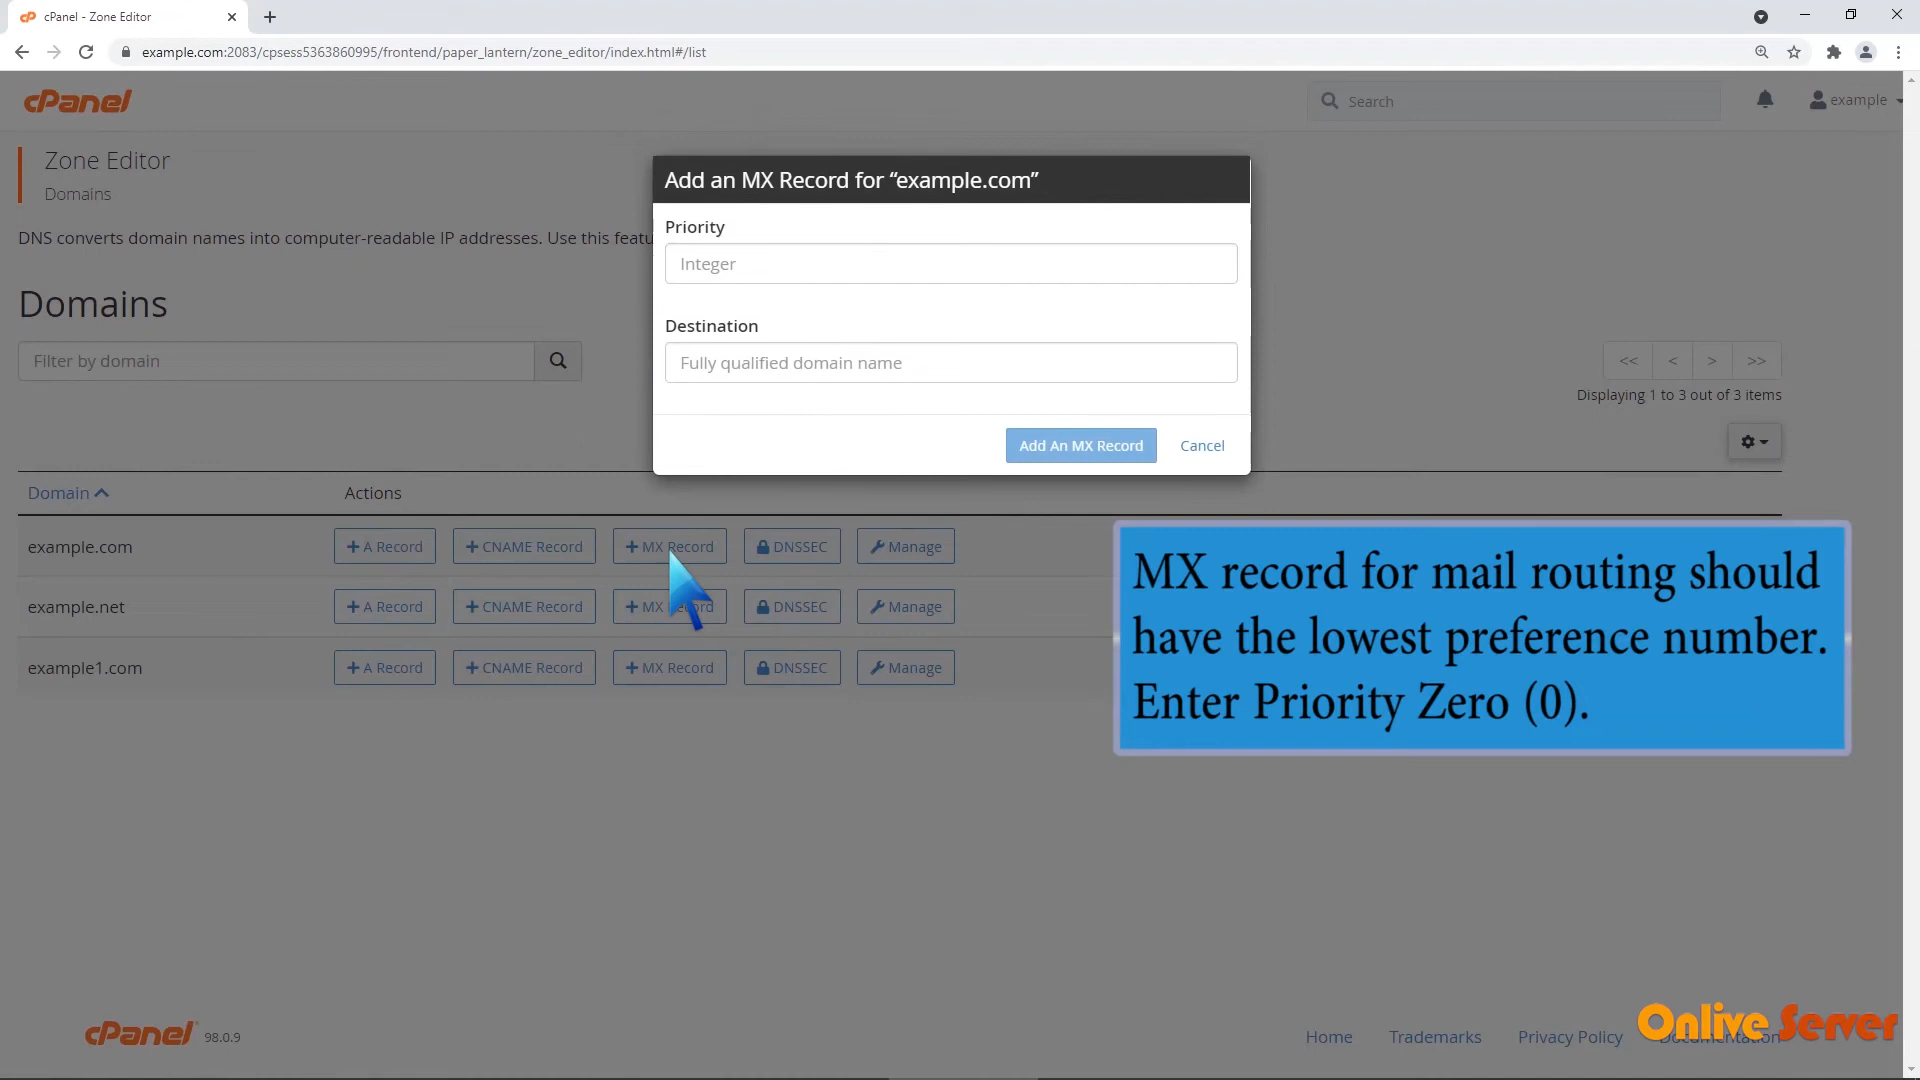 cPanel - Zone Editor
example.com:2083/cpsess5363860995/frontend/paper_lantern/zone_editor/index.html#/list
cPanel
Search
example
Zone Editor
Domains
DNS converts domain names into computer-readable IP addresses. Use this featu
Add an MX Record for “example.com”
Priority
Integer
Destination
Fully qualified domain name
Add An MX Record Cancel
Domains
Filter by domain
<< < > >>
Displaying 1 to 3 out of 3 items
Domain Actions
example.com A Record CNAME Record MX Record DNSSEC Manage
example.net A Record CNAME Record MX Record DNSSEC Manage
example1.com A Record CNAME Record MX Record DNSSEC Manage
MX record for mail routing should
have the lowest preference number.
Enter Priority Zero (0).
cPanel 98.0.9
Home Trademarks Privacy Policy Documentation
Onlive Server